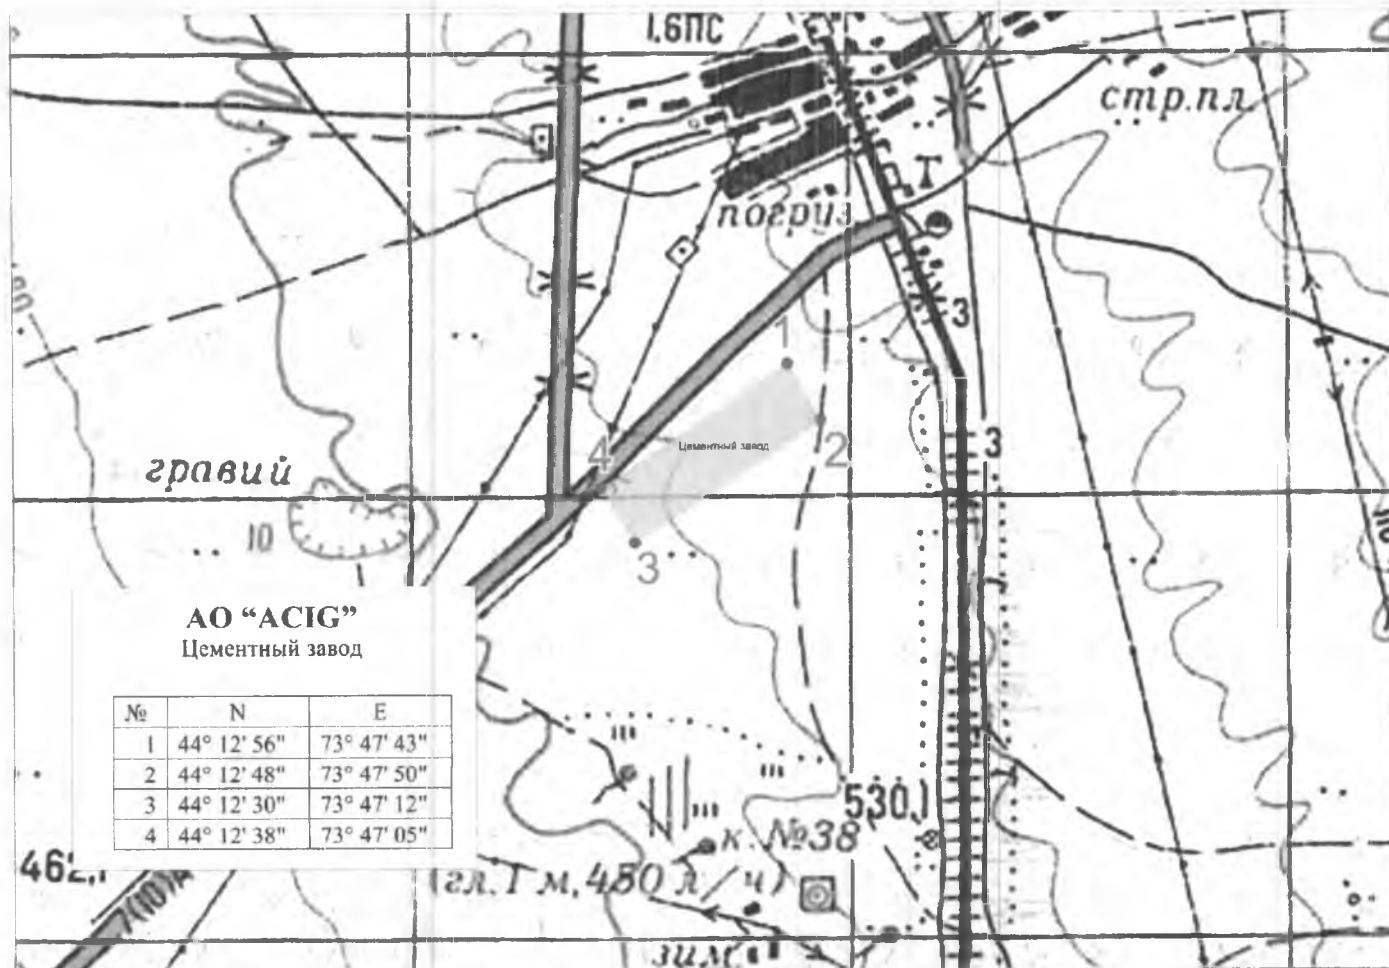 1.6ПС
стр.пл
Т
погруз
3
1
Цементный завод
4
2
3
гравий
10
3
АО “ACIG”
Цементный завод
№ N E
1 44° 12' 56" 73° 47' 43"
2 44° 12' 48" 73° 47' 50"
3 44° 12' 30" 73° 47' 12"
4 44° 12' 38" 73° 47' 05"
530,1
к. №38
(гл.1 м, 450 л/ч)
зим.